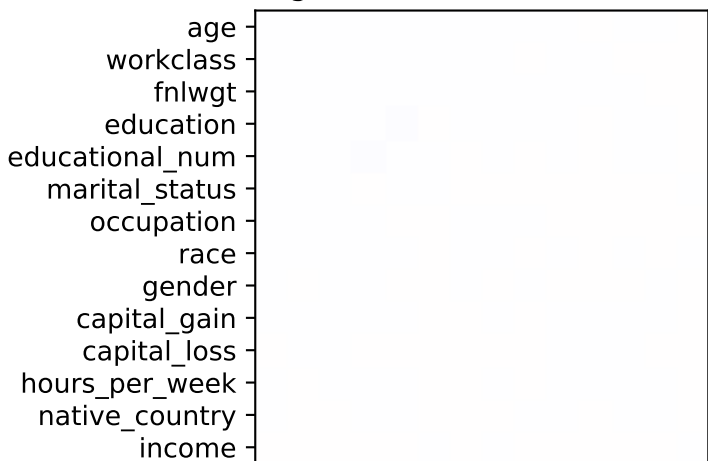 age
workclass
fnlwgt
education
educational_num
marital_status
occupation
race
gender
capital_gain
capital_loss
hours_per_week
native_country
income